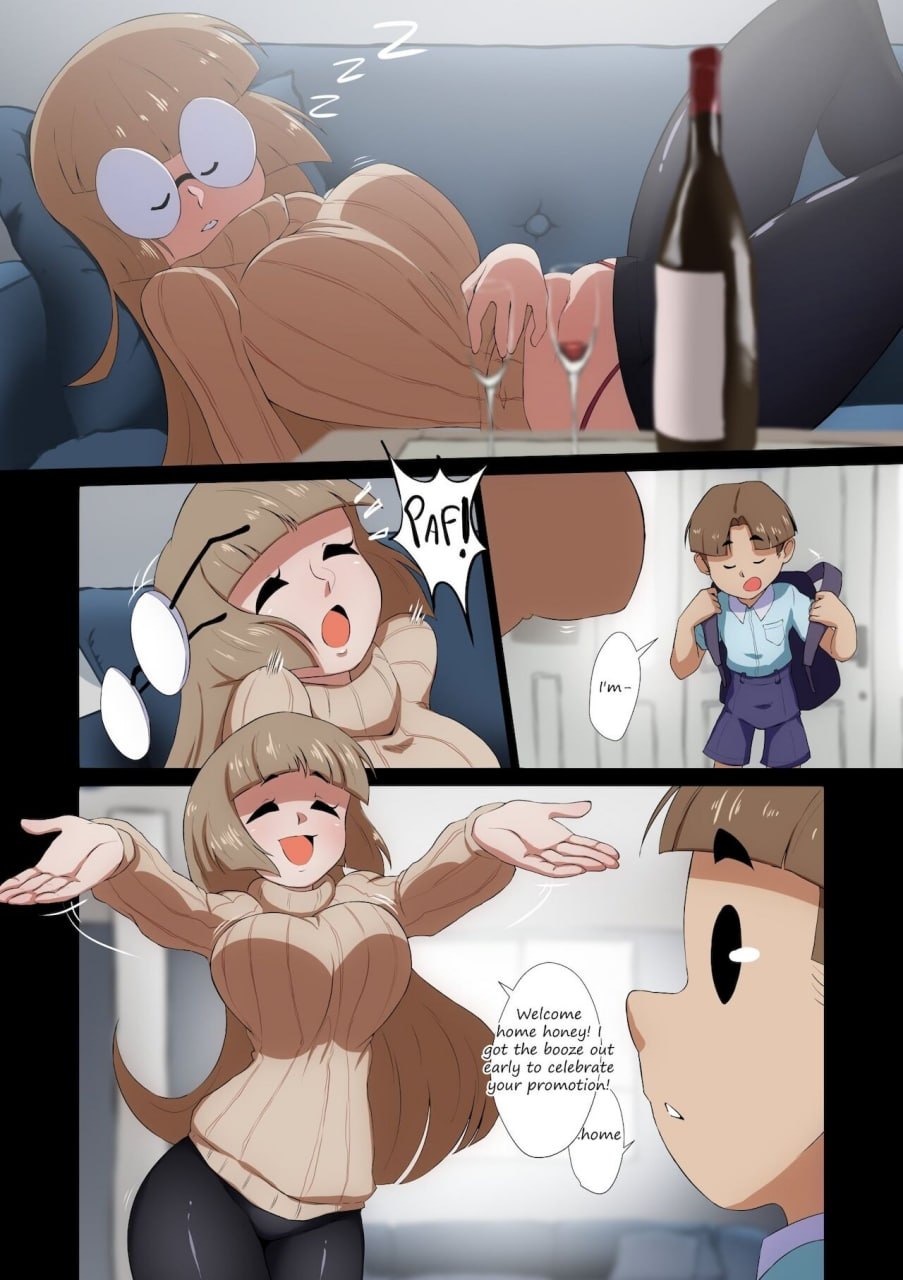 Z
Z
Z
PAF!
I'm-
Welcome
home honey! I
got the booze out
early to celebrate
your promotion!
.home